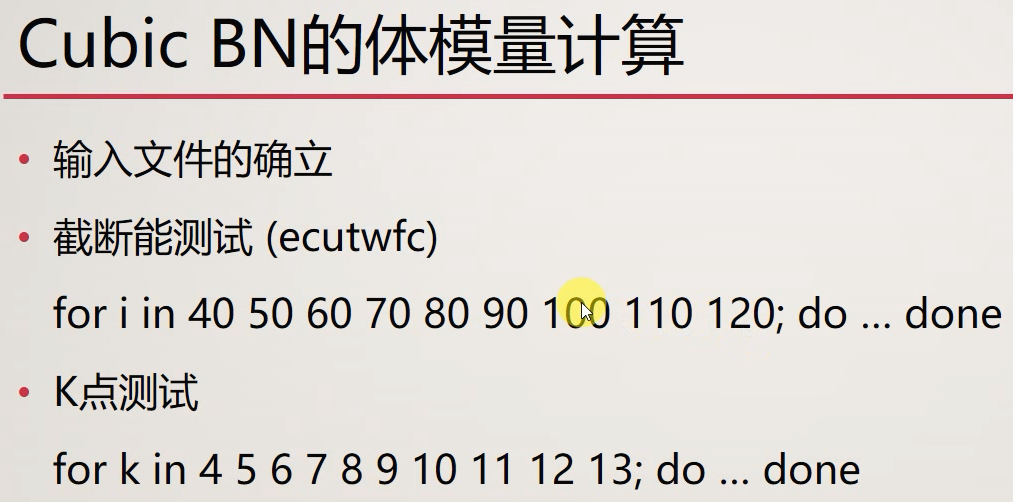 Cubic BN的体模量计算
• 输入文件的确立
• 截断能测试 (ecutwfc)
for i in 40 50 60 70 80 90 100 110 120; do ... done
• K点测试
for k in 4 5 6 7 8 9 10 11 12 13; do ... done